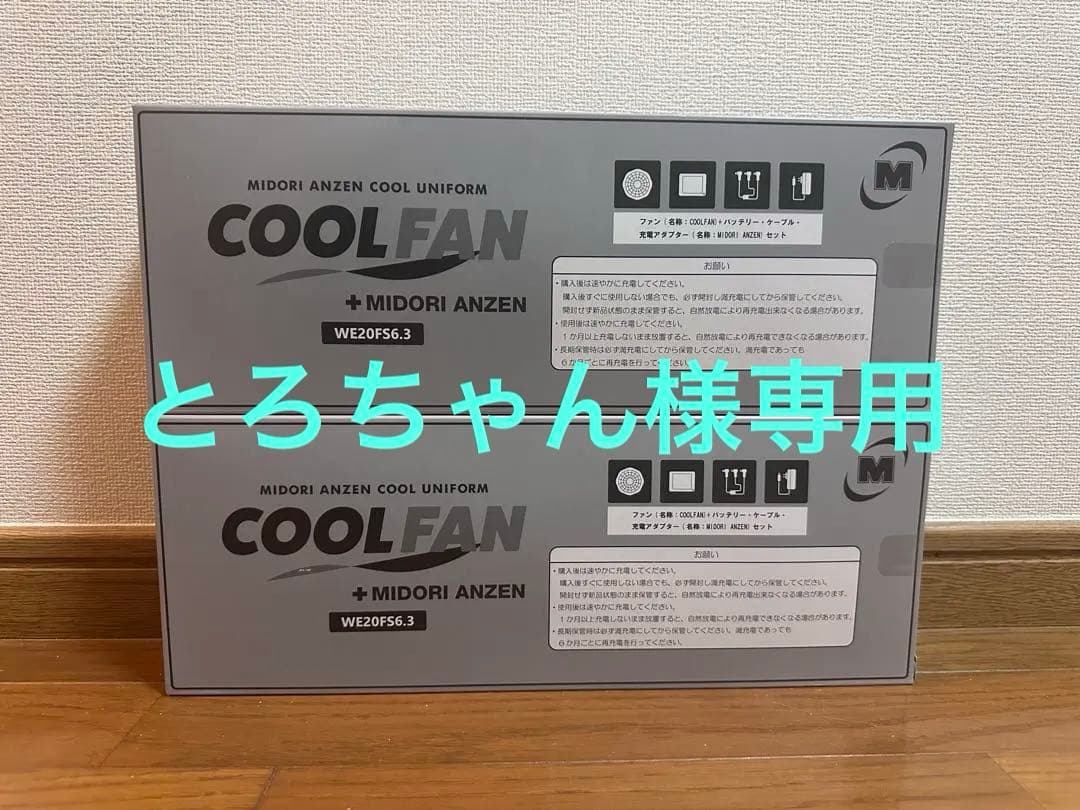 MIDORI ANZEN COOL UNIFORM
COOLFAN
+MIDORI ANZEN
WE20FS6.3
M
ファン(名称:COOLFAN)+バッテリー・ケーブル・
充電アダプター(名称:MIDORI ANZEN)セット
お願い
・購入後は速やかに充電してください。
購入後すぐに使用しない場合でも、必ず開封し満充電にしてから保管してください。
開封せず新品状態のまま保管すると、自然放電により再充電出来なくなる場合があります。
・使用後は速やかに充電してください。
1か月以上充電しないまま放置すると、自然放電により再充電できなくなる場合があります。
・長期保管時は必ず満充電にしてから保管してください。満充電であっても
6か月ごとに再充電を行ってください。
とろちゃん様専用
MIDORI ANZEN COOL UNIFORM
COOLFAN
+MIDORI ANZEN
WE20FS6.3
M
ファン(名称:COOLFAN)+バッテリー・ケーブル・
充電アダプター(名称:MIDORI ANZEN)セット
お願い
・購入後は速やかに充電してください。
購入後すぐに使用しない場合でも、必ず開封し満充電にしてから保管してください。
開封せず新品状態のまま保管すると、自然放電により再充電出来なくなる場合があります。
・使用後は速やかに充電してください。
1か月以上充電しないまま放置すると、自然放電により再充電できなくなる場合があります。
・長期保管時は必ず満充電にしてから保管してください。満充電であっても
6か月ごとに再充電を行ってください。